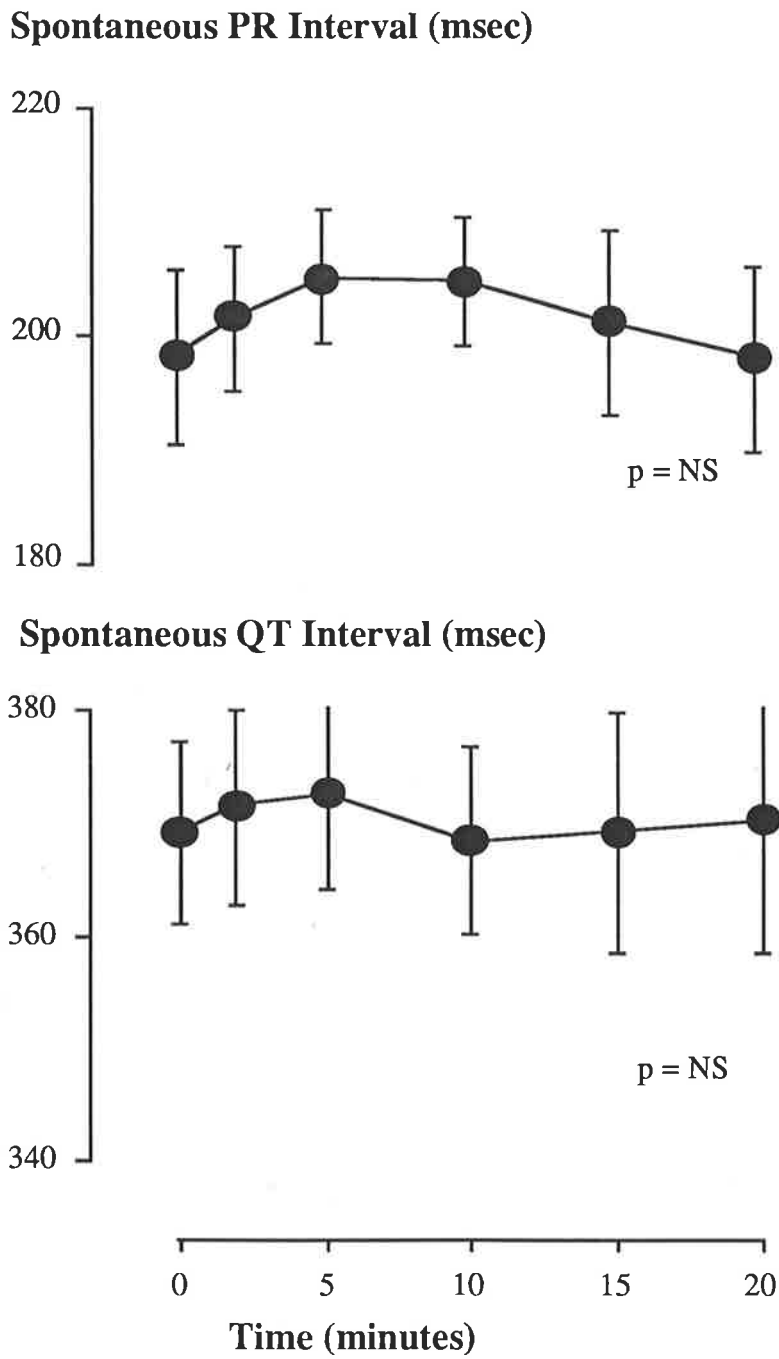 Spontaneous PR Interval (msec)
220
200
180
p = NS
Spontaneous QT Interval (msec)
380
360
340
p = NS
0 5 10 15 20
Time (minutes)